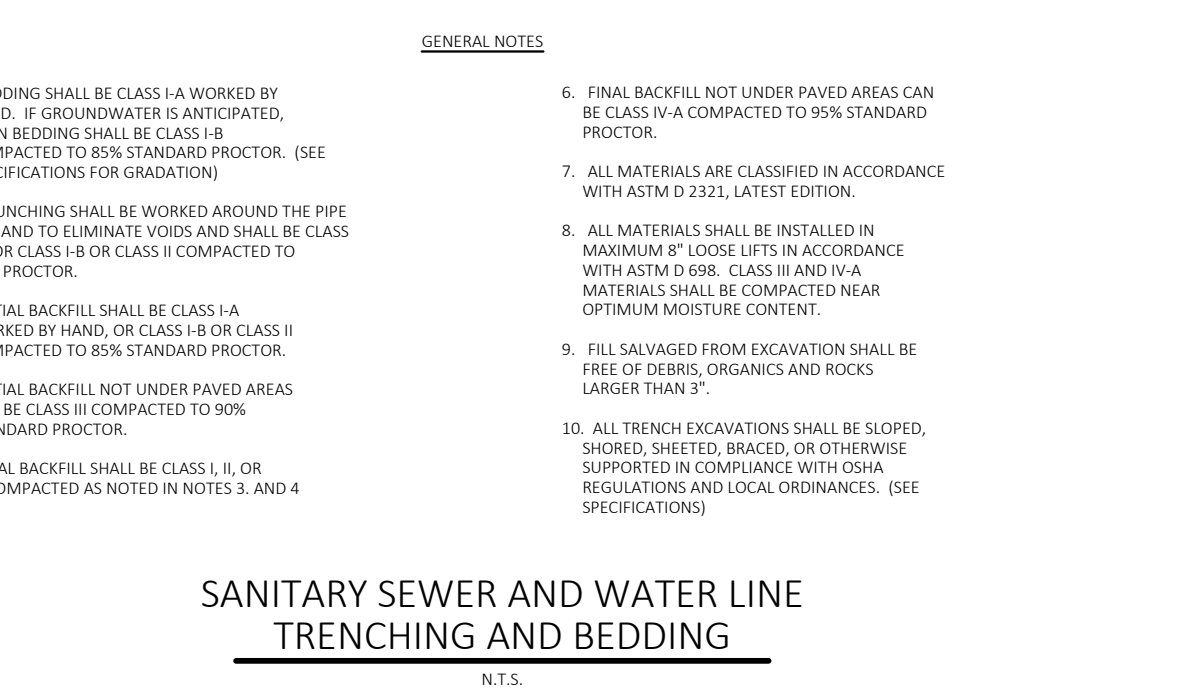 GENERAL NOTES
DDING SHALL BE CLASS I-A WORKED BY
D. IF GROUNDWATER IS ANTICIPATED,
N BEDDING SHALL BE CLASS I-B
MPACTED TO 85% STANDARD PROCTOR. (SEE
CIFICATIONS FOR GRADATION)
UNCHING SHALL BE WORKED AROUND THE PIPE
AND TO ELIMINATE VOIDS AND SHALL BE CLASS
OR CLASS I-B OR CLASS II COMPACTED TO
PROCTOR.
TIAL BACKFILL SHALL BE CLASS I-A
RKED BY HAND, OR CLASS I-B OR CLASS II
MPACTED TO 85% STANDARD PROCTOR.
TIAL BACKFILL NOT UNDER PAVED AREAS
BE CLASS III COMPACTED TO 90%
NDARD PROCTOR.
AL BACKFILL SHALL BE CLASS I, II, OR
OMPACTED AS NOTED IN NOTES 3. AND 4
6. FINAL BACKFILL NOT UNDER PAVED AREAS CAN
BE CLASS IV-A COMPACTED TO 95% STANDARD
PROCTOR.
7. ALL MATERIALS ARE CLASSIFIED IN ACCORDANCE
WITH ASTM D 2321, LATEST EDITION.
8. ALL MATERIALS SHALL BE INSTALLED IN
MAXIMUM 8" LOOSE LIFTS IN ACCORDANCE
WITH ASTM D 698. CLASS III AND IV-A
MATERIALS SHALL BE COMPACTED NEAR
OPTIMUM MOISTURE CONTENT.
9. FILL SALVAGED FROM EXCAVATION SHALL BE
FREE OF DEBRIS, ORGANICS AND ROCKS
LARGER THAN 3".
10. ALL TRENCH EXCAVATIONS SHALL BE SLOPED,
SHORED, SHEETED, BRACED, OR OTHERWISE
SUPPORTED IN COMPLIANCE WITH OSHA
REGULATIONS AND LOCAL ORDINANCES. (SEE
SPECIFICATIONS)
SANITARY SEWER AND WATER LINE
TRENCHING AND BEDDING
N.T.S.